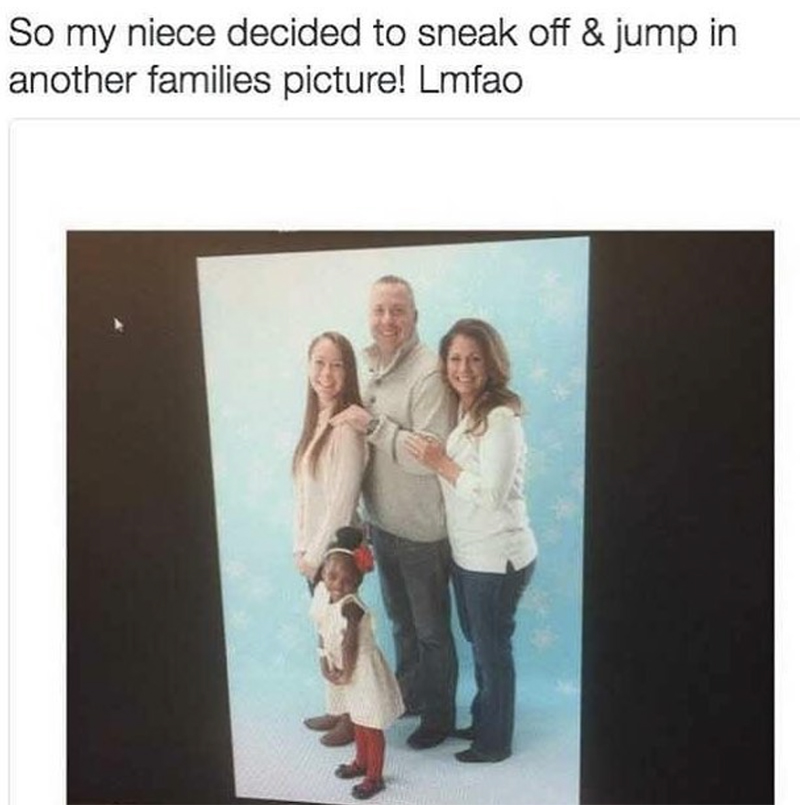 So my niece decided to sneak off & jump in
another families picture! Lmfao